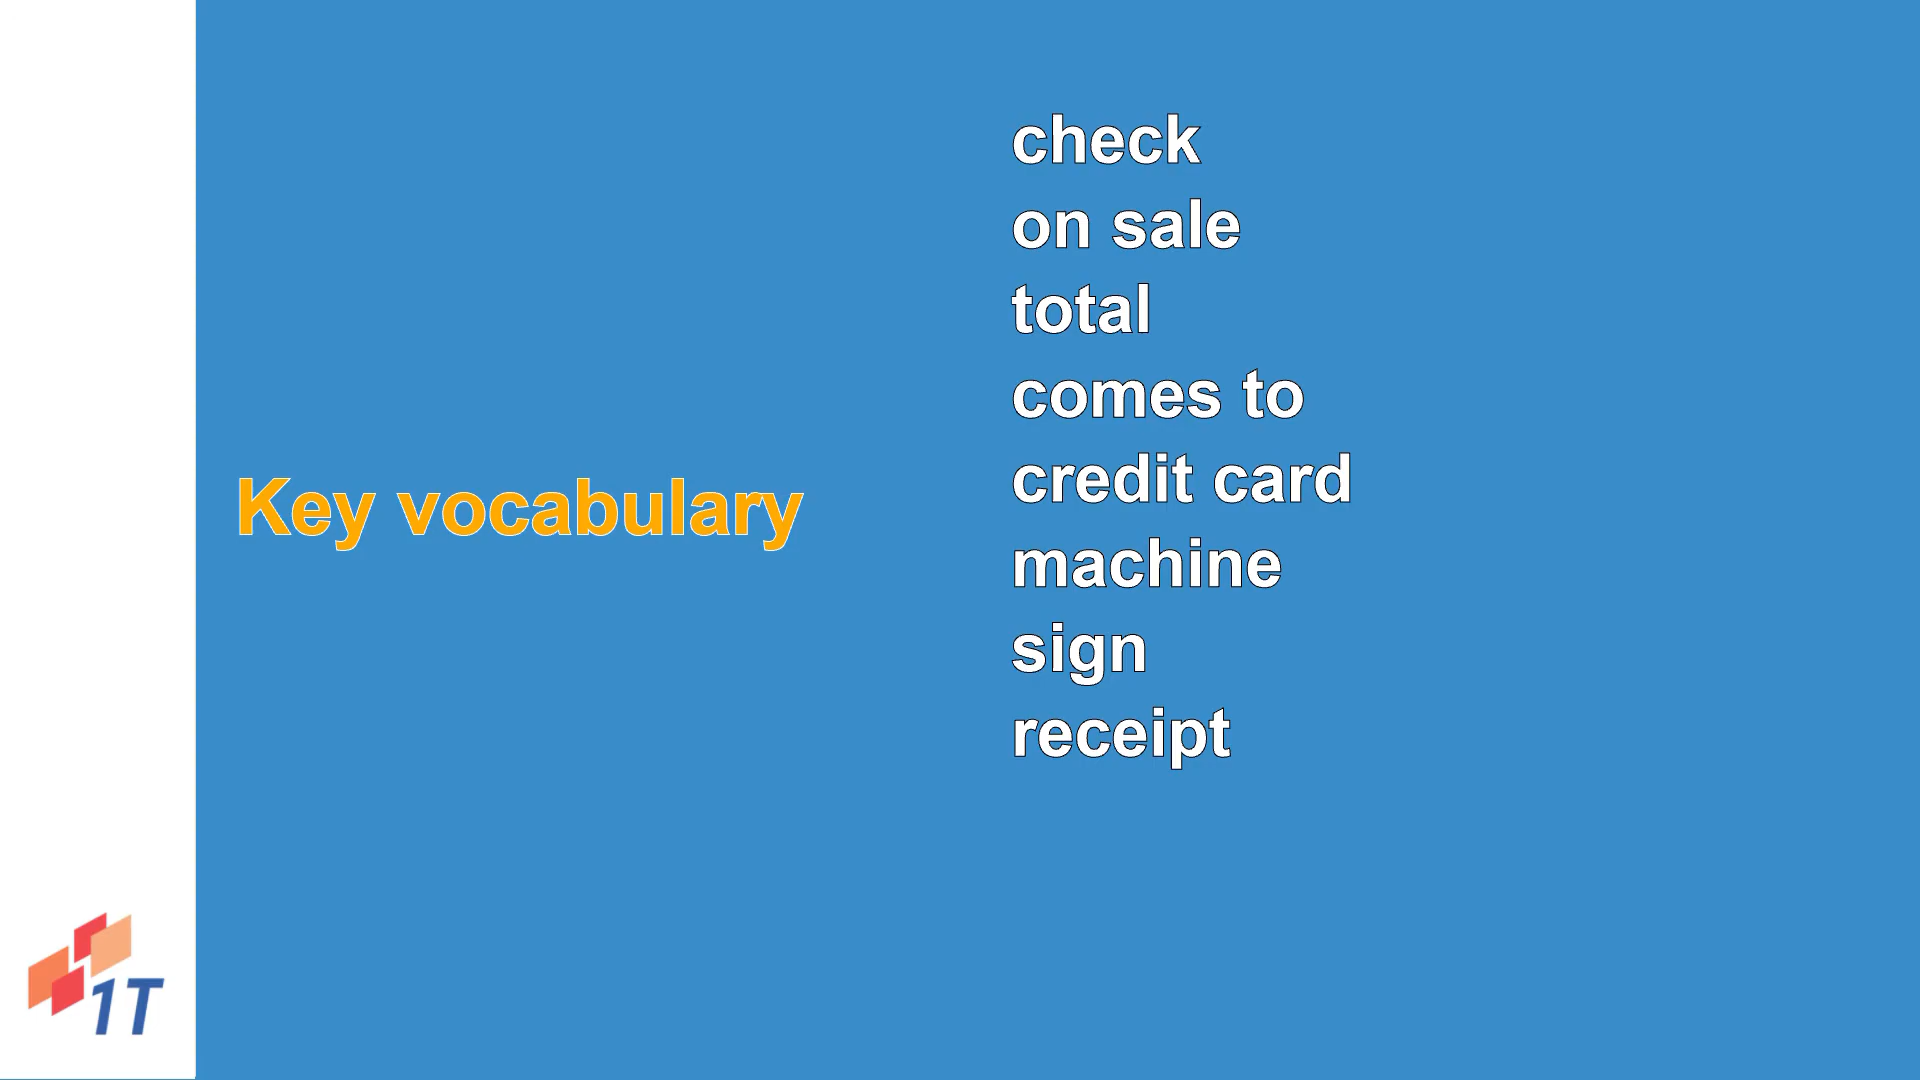 Key vocabulary
check
on sale
total
comes to
credit card
machine
sign
receipt
1T